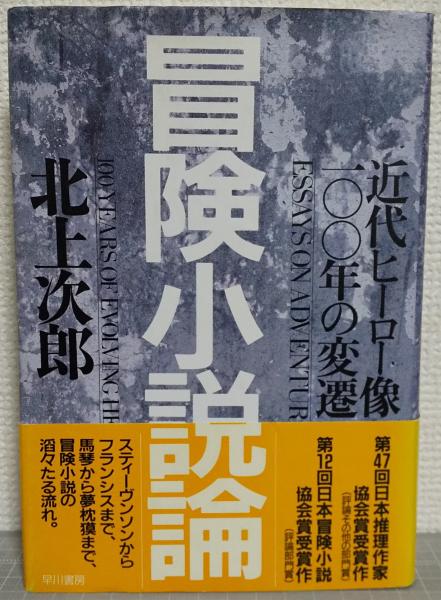 冒険小説論
近代ヒーロー像
一〇〇年の変遷
ESSAYS ON ADVENTUR
100 YEARS OF EVOLVING HE
北上次郎
第47回日本推理作家
協会賞受賞作
(評論その他の部門賞)
第12回日本冒険小説
協会賞受賞作
(評論部門賞)
スティーヴンソンから
フランシスまで、
馬琴から夢枕獏まで、
冒険小説の
滔々たる流れ。
早川書房